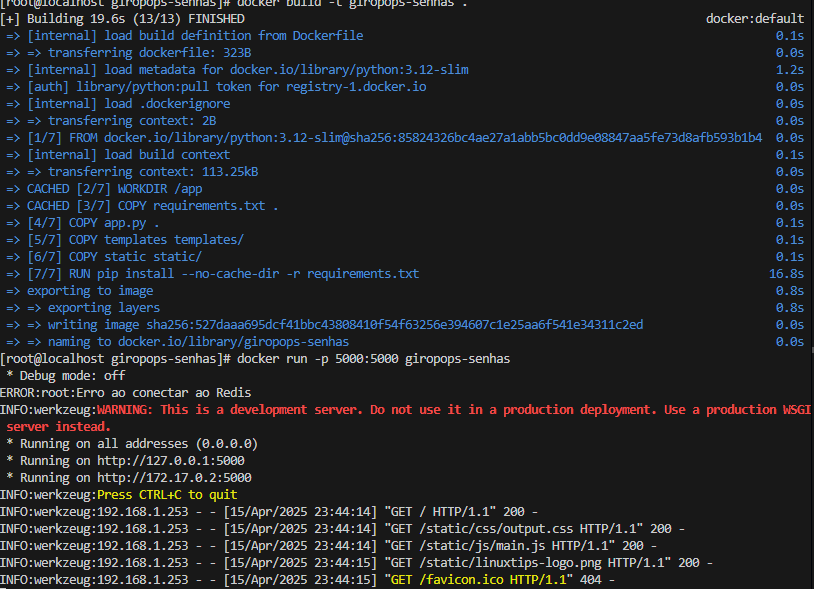 [root@localhost giropops-senhas]# docker build -t giropops-senhas .
[+] Building 19.6s (13/13) FINISHED docker:default
=> [internal] load build definition from Dockerfile 0.1s
=> => transferring dockerfile: 323B 0.0s
=> [internal] load metadata for docker.io/library/python:3.12-slim 1.2s
=> [auth] library/python:pull token for registry-1.docker.io 0.0s
=> [internal] load .dockerignore 0.0s
=> => transferring context: 2B 0.0s
=> [1/7] FROM docker.io/library/python:3.12-slim@sha256:85824326bc4ae27a1abb5bc0dd9e08847aa5fe73d8afb593b1b4 0.0s
=> [internal] load build context 0.1s
=> => transferring context: 113.25kB 0.0s
=> CACHED [2/7] WORKDIR /app 0.0s
=> CACHED [3/7] COPY requirements.txt . 0.0s
=> [4/7] COPY app.py . 0.1s
=> [5/7] COPY templates templates/ 0.1s
=> [6/7] COPY static static/ 0.1s
=> [7/7] RUN pip install --no-cache-dir -r requirements.txt 16.8s
=> exporting to image 0.8s
=> => exporting layers 0.8s
=> => writing image sha256:527daaa695dcf41bbc43808410f54f63256e394607c1e25aa6f541e34311c2ed 0.0s
=> => naming to docker.io/library/giropops-senhas 0.0s
[root@localhost giropops-senhas]# docker run -p 5000:5000 giropops-senhas
* Debug mode: off
ERROR:root:Erro ao conectar ao Redis
INFO:werkzeug:WARNING: This is a development server. Do not use it in a production deployment. Use a production WSGI
server instead.
* Running on all addresses (0.0.0.0)
* Running on http://127.0.0.1:5000
* Running on http://172.17.0.2:5000
INFO:werkzeug:Press CTRL+C to quit
INFO:werkzeug:192.168.1.253 - - [15/Apr/2025 23:44:14] "GET / HTTP/1.1" 200 -
INFO:werkzeug:192.168.1.253 - - [15/Apr/2025 23:44:14] "GET /static/css/output.css HTTP/1.1" 200 -
INFO:werkzeug:192.168.1.253 - - [15/Apr/2025 23:44:14] "GET /static/js/main.js HTTP/1.1" 200 -
INFO:werkzeug:192.168.1.253 - - [15/Apr/2025 23:44:15] "GET /static/linuxtips-logo.png HTTP/1.1" 200 -
INFO:werkzeug:192.168.1.253 - - [15/Apr/2025 23:44:15] "GET /favicon.ico HTTP/1.1" 404 -